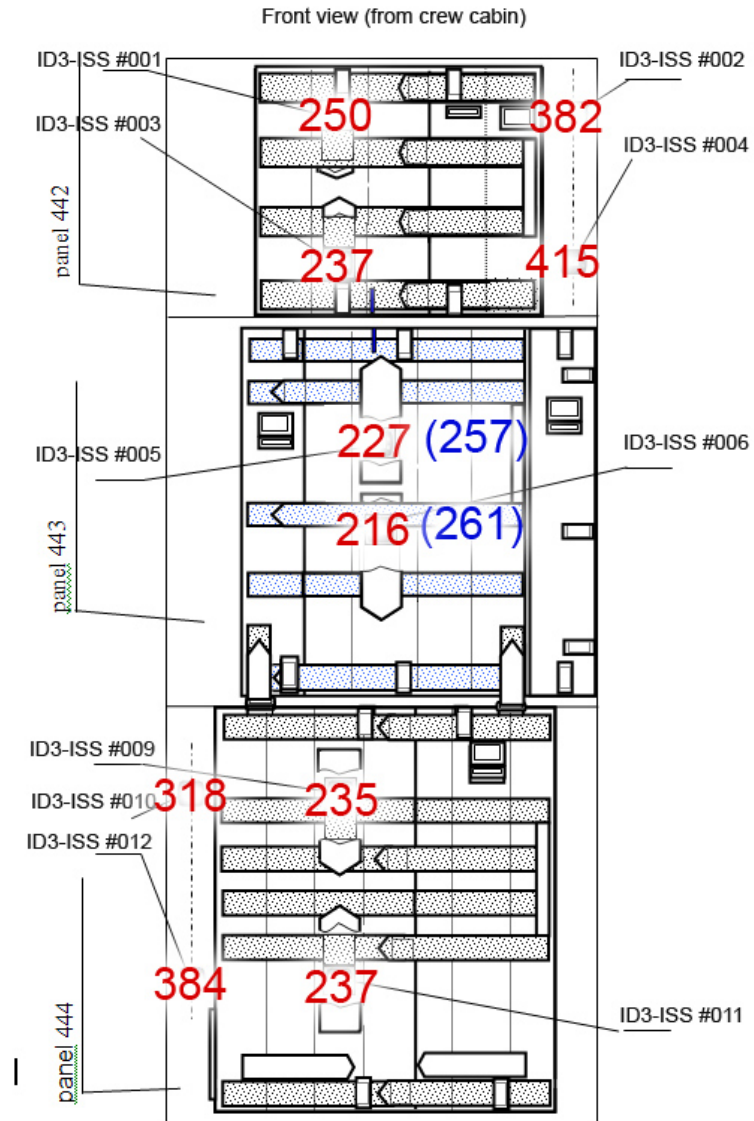 Front view (from crew cabin)
ID3-ISS #001
ID3-ISS #002
250
382
ID3-ISS #003
ID3-ISS #004
panel 442
237
415
ID3-ISS #005
227 (257)
ID3-ISS #006
216 (261)
panel 443
ID3-ISS #009
318
235
ID3-ISS #010
ID3-ISS #012
384
237
ID3-ISS #011
panel 444